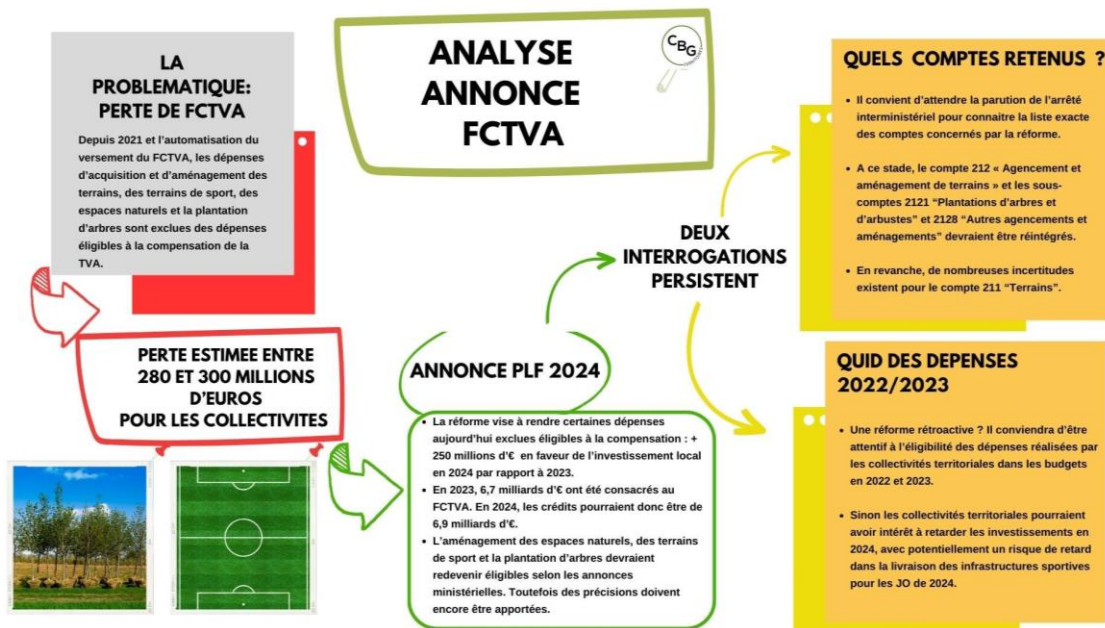 LA
PROBLEMATIQUE:
PERTE DE FCTVA
Depuis 2021 et l'automatisation du
versement du FCTVA, les dépenses
d'acquisition et d'aménagement des
terrains, des terrains de sport, des
espaces naturels et la plantation
d'arbres sont exclues des dépenses
éligibles à la compensation de la
TVA.
PERTE ESTIMEE ENTRE
280 ET 300 MILLIONS
D'EUROS
POUR LES COLLECTIVITES
ANALYSE
ANNONCE
FCTVA
CBG
ANNONCE PLF 2024
• La réforme vise à rendre certaines dépenses
aujourd'hui exclues éligibles à la compensation : +
250 millions d'€ en faveur de l'investissement local
en 2024 par rapport à 2023.
• En 2023, 6,7 milliards d'€ ont été consacrés au
FCTVA. En 2024, les crédits pourraient donc être de
6,9 milliards d'€.
• L'aménagement des espaces naturels, des terrains
de sport et la plantation d'arbres devraient
redevenir éligibles selon les annonces
ministérielles. Toutefois des précisions doivent
encore être apportées.
DEUX
INTERROGATIONS
PERSISTENT
QUELS COMPTES RETENUS ?
• Il convient d'attendre la parution de l'arrêté
interministériel pour connaitre la liste exacte
des comptes concernés par la réforme.
• A ce stade, le compte 212 « Agencement et
aménagement de terrains » et les sous-
comptes 2121 "Plantations d'arbres et
d'arbustes" et 2128 "Autres agencements et
aménagements" devraient être réintégrés.
• En revanche, de nombreuses incertitudes
existent pour le compte 211 "Terrains".
QUID DES DEPENSES
2022/2023
• Une réforme rétroactive ? Il conviendra d'être
attentif à l'éligibilité des dépenses réalisées par
les collectivités territoriales dans les budgets
en 2022 et 2023.
• Sinon les collectivités territoriales pourraient
avoir intérêt à retarder les investissements en
2024, avec potentiellement un risque de retard
dans la livraison des infrastructures sportives
pour les JO de 2024.